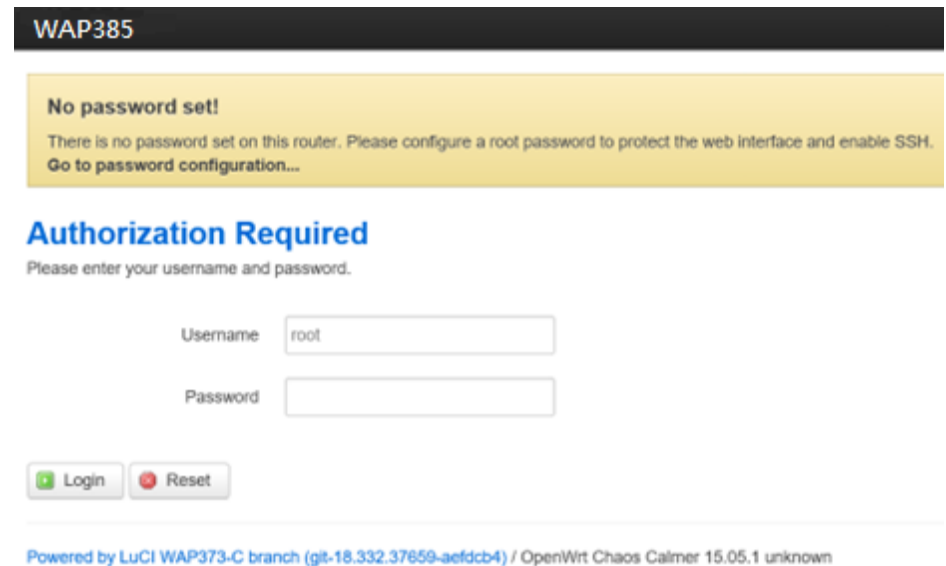 WAP385
No password set!
There is no password set on this router. Please configure a root password to protect the web interface and enable SSH.
Go to password configuration...
Authorization Required
Please enter your username and password.
Username root
Password
Login Reset
Powered by LuCI WAP373-C branch (git-18.332.37659-aefdcb4) / OpenWrt Chaos Calmer 15.05.1 unknown